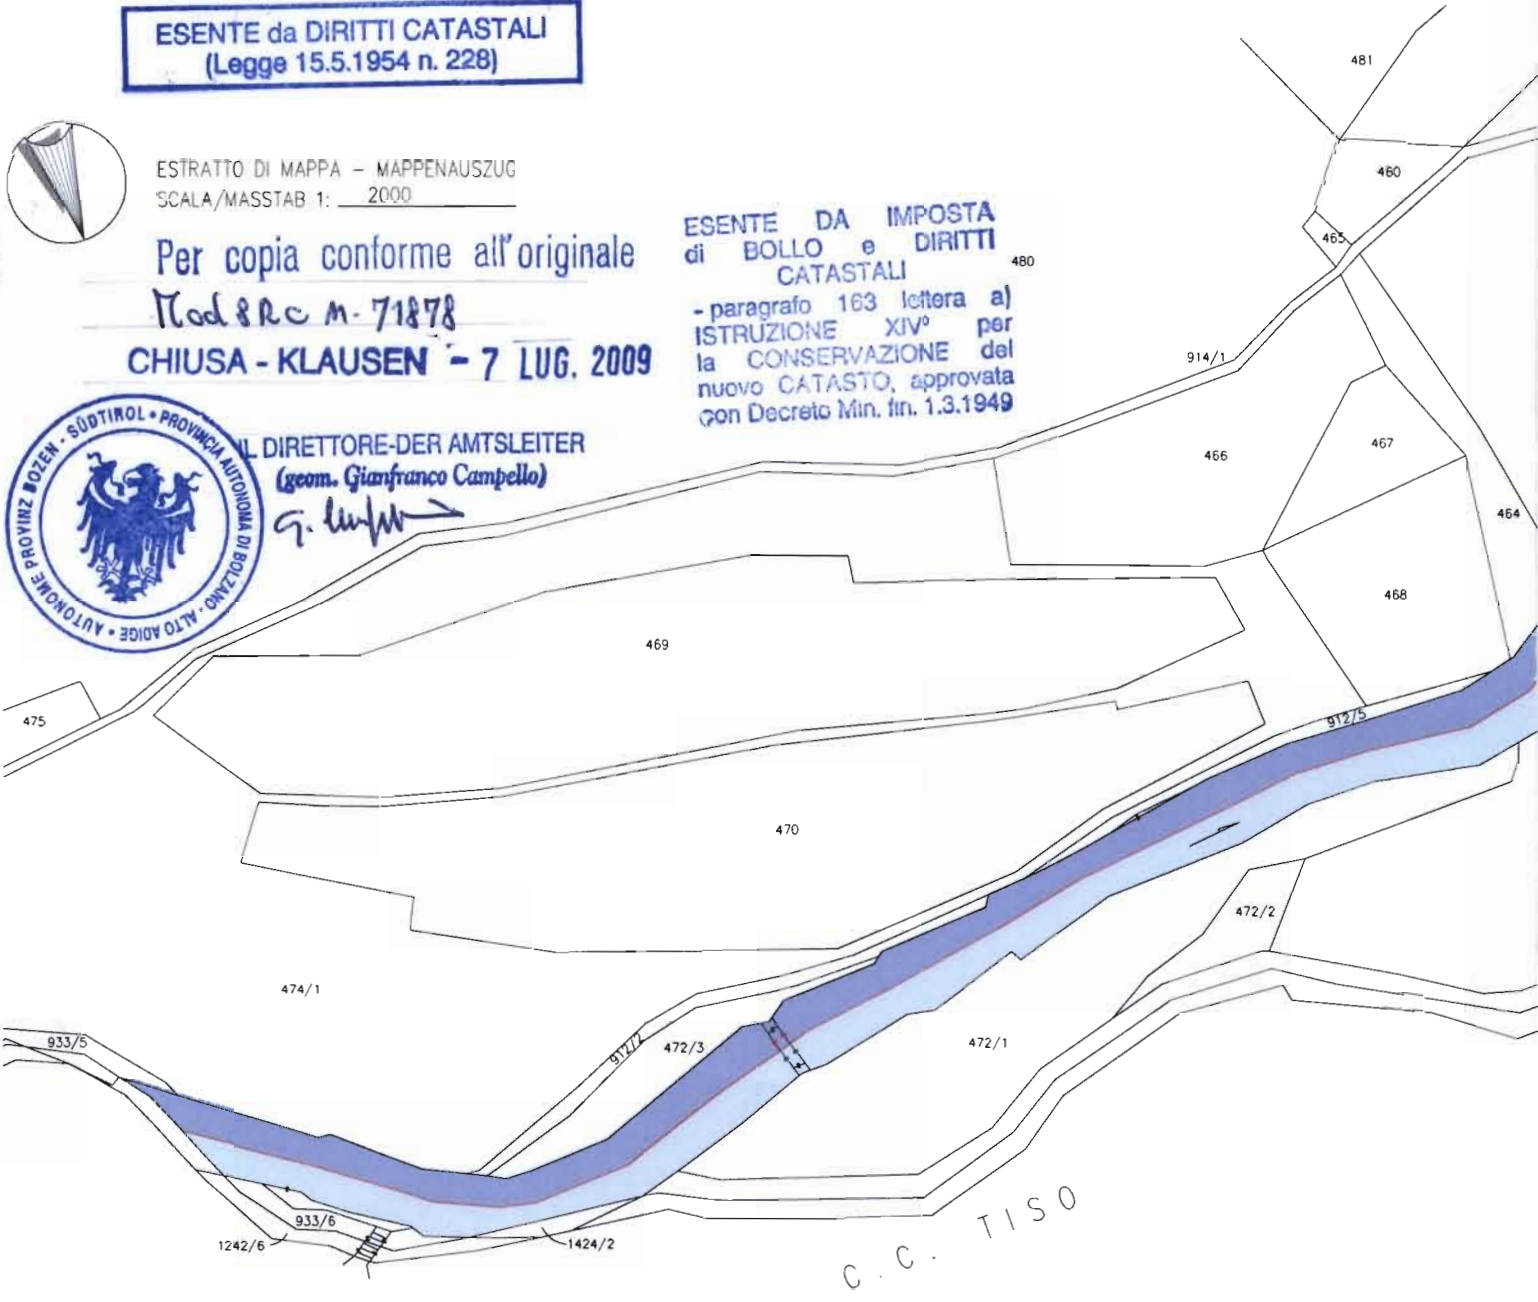 ESENTE da DIRITTI CATASTALI
(Legge 15.5.1954 n. 228)
ESTRATTO DI MAPPA – MAPPENAUSZUG
SCALA/MASSTAB 1: 2000
Per copia conforme all'originale
71878
CHIUSA - KLAUSEN - 7 LUG. 2009
IL DIRETTORE-DER AMTSLEITER
(geom. Gianfranco Campello)
AUTONOME PROVINZ BOZEN - SÜDTIROL • PROVINCIA AUTONOMA DI BOLZANO - ALTO ADIGE •
ESENTE DA IMPOSTA
di BOLLO e DIRITTI
CATASTALI
- paragrafo 163 lettera a)
ISTRUZIONE XIVº per
la CONSERVAZIONE del
nuovo CATASTO, approvata
con Decreto Min. fin. 1.3.1949
481
460
465
480
914/1
466
467
464
468
469
475
912/5
470
472/2
474/1
933/5
912/2
472/3
472/1
933/6
1242/6
1424/2
C.C. TISO